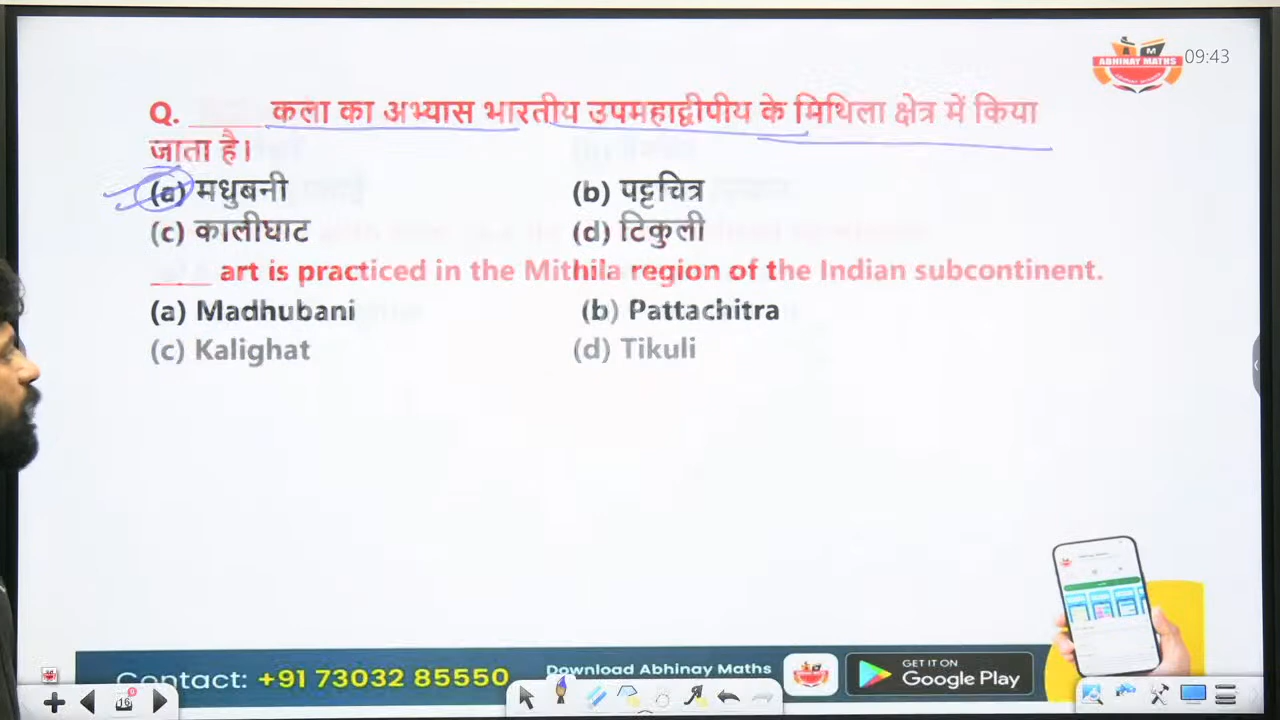 ABHINAY MATHS
09:43
Q. _____ कला का अभ्यास भारतीय उपमहाद्वीपीय के मिथिला क्षेत्र में किया
जाता है।
(a) मधुबनी (b) पट्टचित्र
(c) कालीघाट (d) टिकुली
____ art is practiced in the Mithila region of the Indian subcontinent.
(a) Madhubani (b) Pattachitra
(c) Kalighat (d) Tikuli
Contact: +91 73032 85550 Download Abhinay Maths GET IT ON
Google Play
16